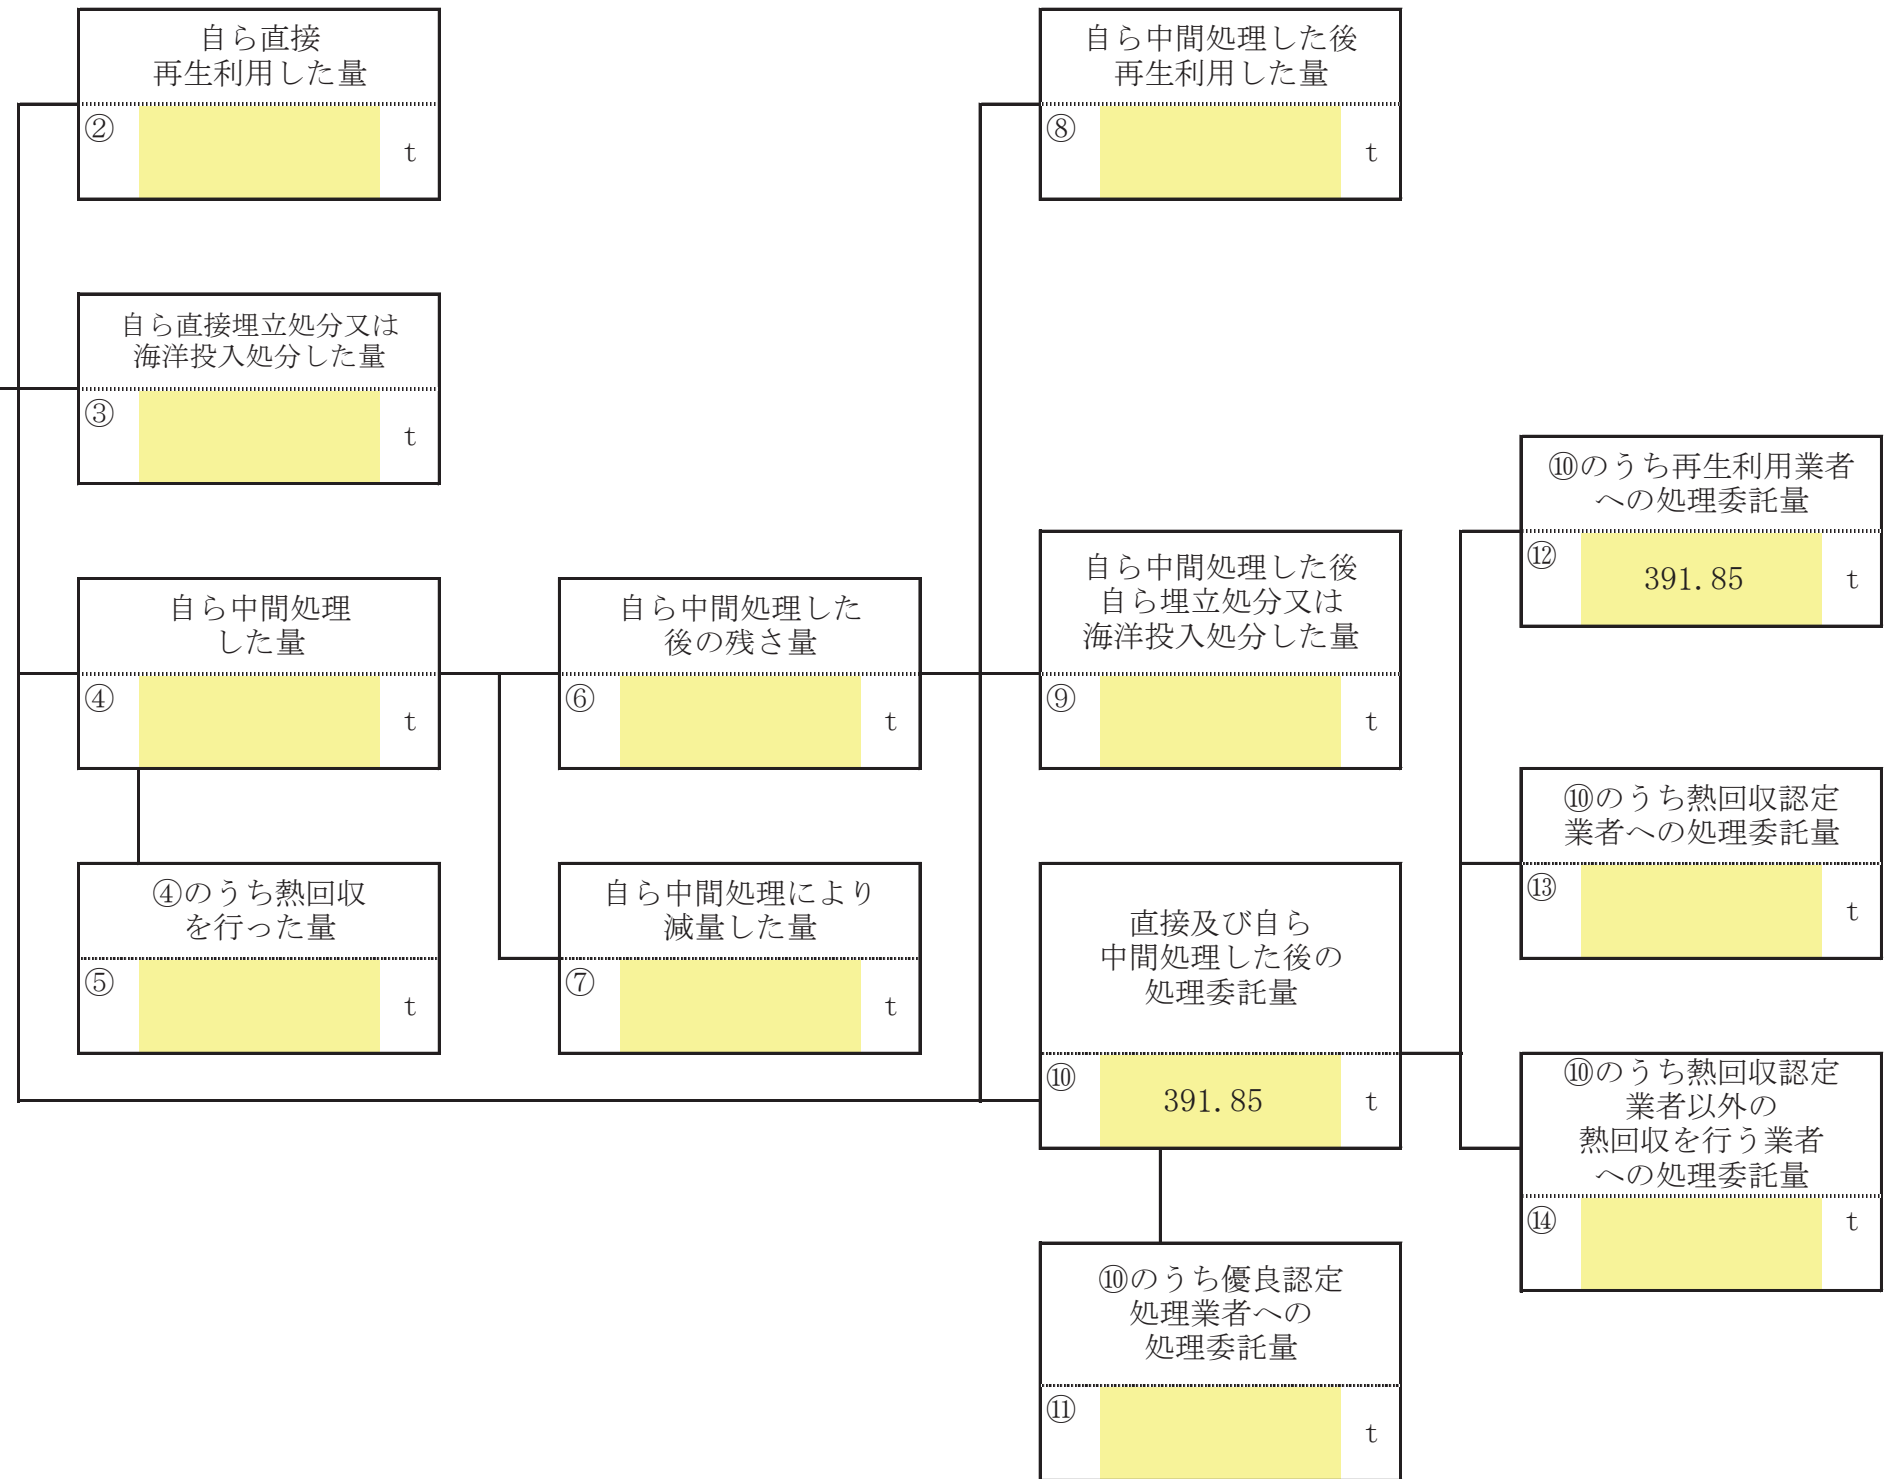 自ら直接
再生利用した量
②
t
自ら中間処理した後
再生利用した量
⑧
t
自ら直接埋立処分又は
海洋投入処分した量
③
t
⑩のうち再生利用業者
への処理委託量
⑫
391.85
t
自ら中間処理
した量
④
t
自ら中間処理した
後の残さ量
⑥
t
自ら中間処理した後
自ら埋立処分又は
海洋投入処分した量
⑨
t
⑩のうち熱回収認定
業者への処理委託量
⑬
t
④のうち熱回収
を行った量
⑤
t
自ら中間処理により
減量した量
⑦
t
直接及び自ら
中間処理した後の
処理委託量
⑩
391.85
t
⑩のうち熱回収認定
業者以外の
熱回収を行う業者
への処理委託量
⑭
t
⑩のうち優良認定
処理業者への
処理委託量
⑪
t